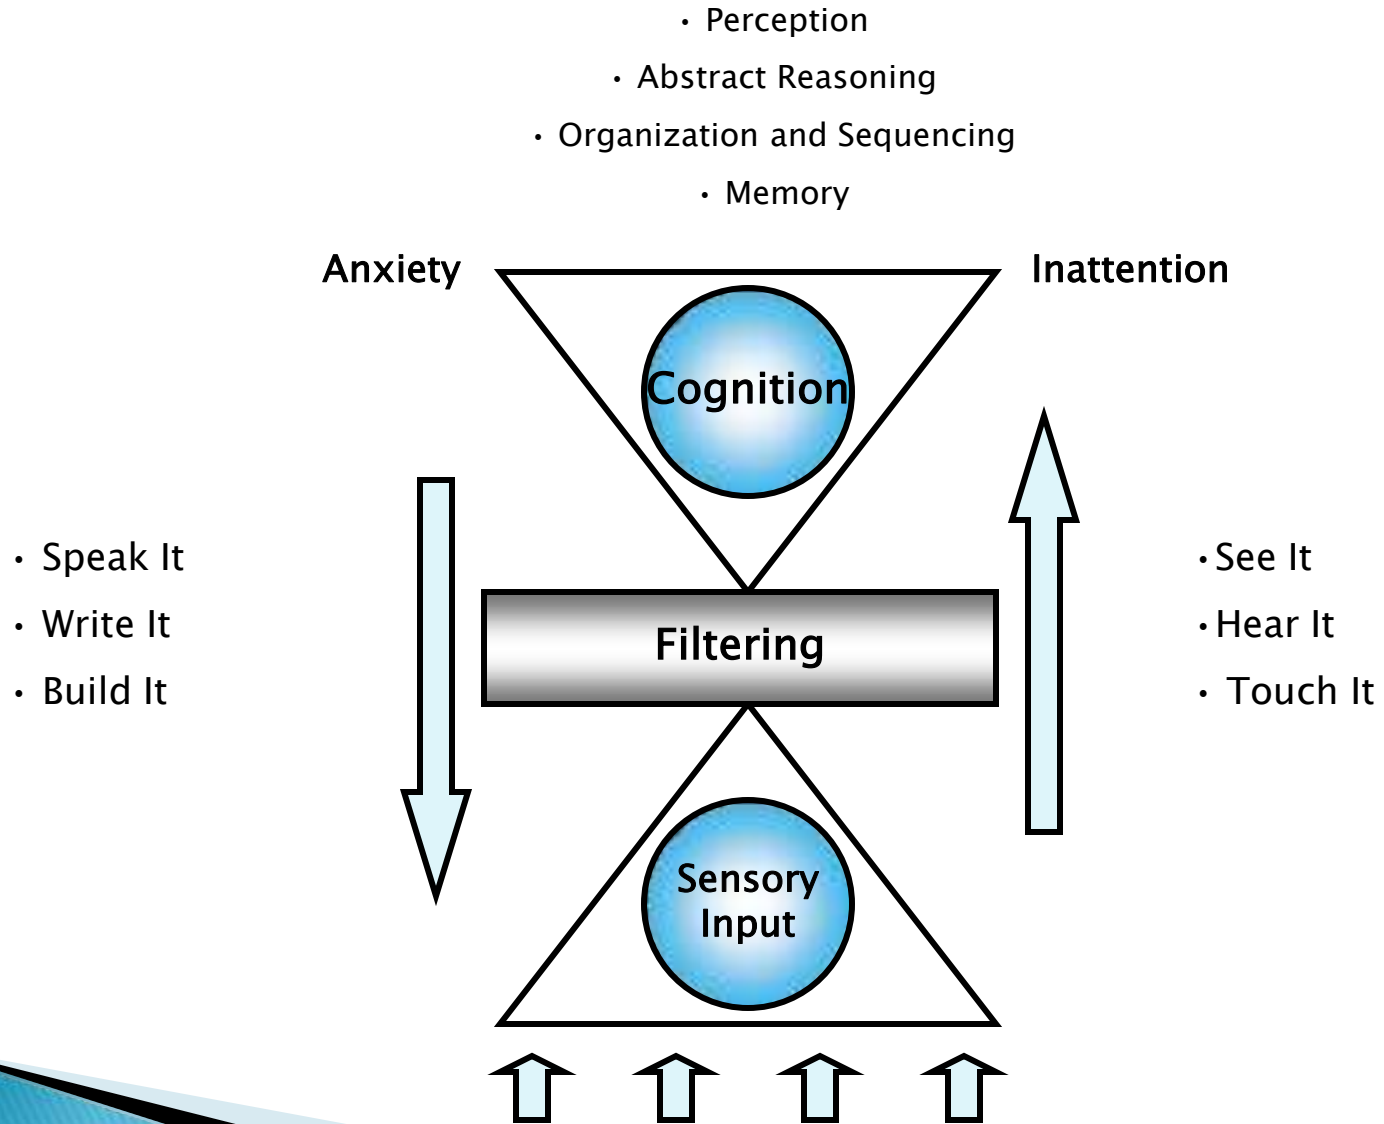 • Perception
• Abstract Reasoning
• Organization and Sequencing
• Memory
Anxiety
Inattention
Cognition
• Speak It
• Write It
• Build It
• See It
• Hear It
• Touch It
Filtering
Sensory
Input